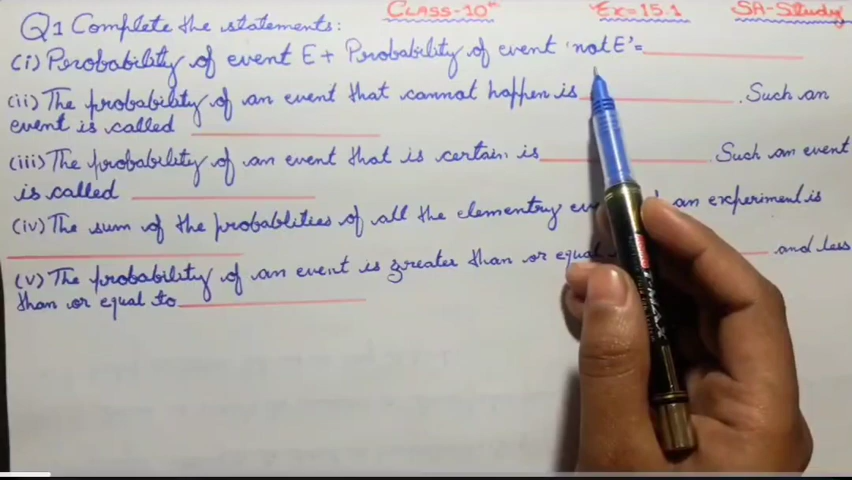 CLASS-10th Ex=15.1 SA-Study
Q1 Complete the statements:
(i) Probability of event E + Probability of event 'not E' =
(ii) The probability of an event that cannot happen is . Such an
event is called
(iii) The probability of an event that is certain is . Such an event
is called
(iv) The sum of the probablities of all the elementry an experiment is
(v) The probability of an event is greater than or equal and less
than or equal to